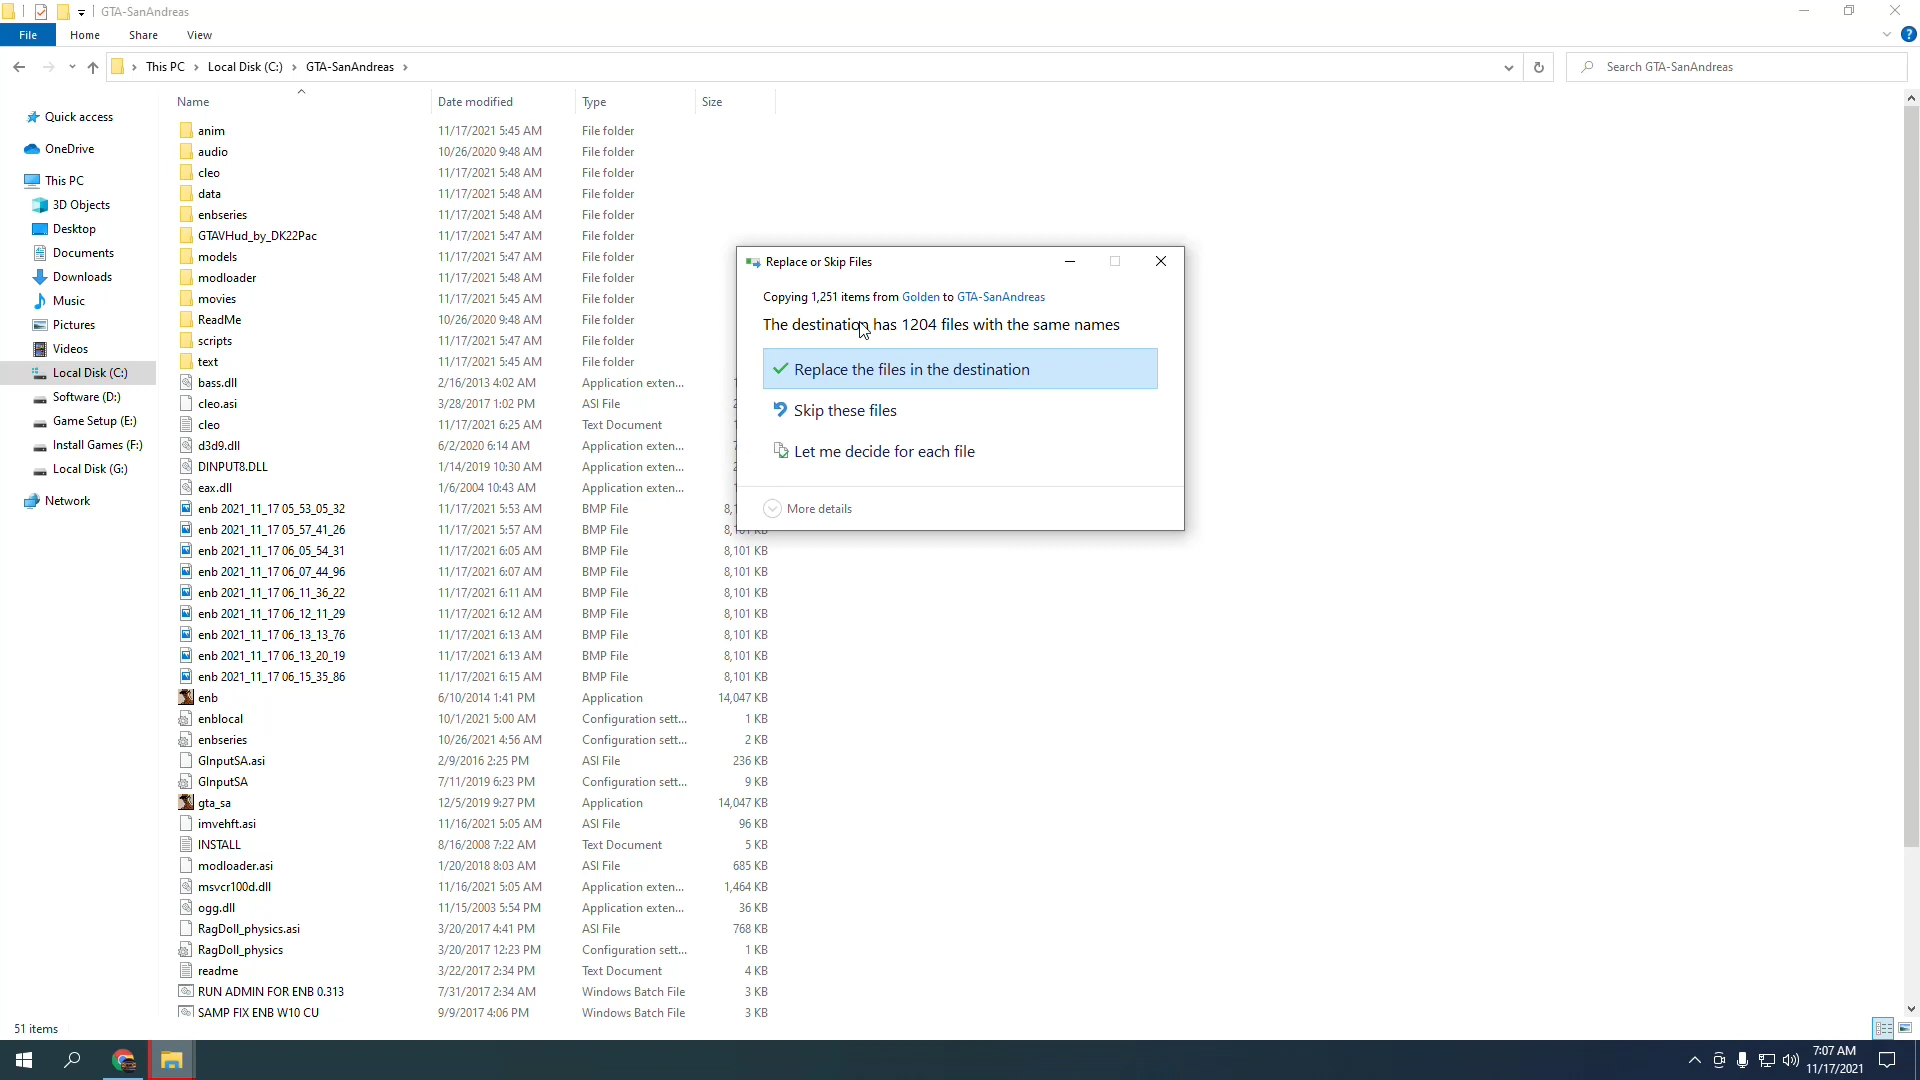 GTA-SanAndreas
File Home Share View
This PC Local Disk (C:) GTA-SanAndreas
Search GTA-SanAndreas
Name Date modified Type Size
Quick access
OneDrive
This PC
3D Objects
Desktop
Documents
Downloads
Music
Pictures
Videos
Local Disk (C:)
Software (D:)
Game Setup (E:)
Install Games (F:)
Local Disk (G:)
Network
anim 11/17/2021 5:45 AM File folder
audio 10/26/2020 9:48 AM File folder
cleo 11/17/2021 5:48 AM File folder
data 11/17/2021 5:48 AM File folder
enbseries 11/17/2021 5:48 AM File folder
GTAVHud_by_DK22Pac 11/17/2021 5:47 AM File folder
models 11/17/2021 5:47 AM File folder
modloader 11/17/2021 5:48 AM File folder
movies 11/17/2021 5:45 AM File folder
ReadMe 10/26/2020 9:48 AM File folder
scripts 11/17/2021 5:47 AM File folder
text 11/17/2021 5:45 AM File folder
bass.dll 2/16/2013 4:02 AM Application exten...
cleo.asi 3/28/2017 1:02 PM ASI File
cleo 11/17/2021 6:25 AM Text Document
d3d9.dll 6/2/2020 6:14 AM Application exten...
DINPUT8.DLL 1/14/2019 10:30 AM Application exten...
eax.dll 1/6/2004 10:43 AM Application exten...
enb 2021_11_17 05_53_05_32 11/17/2021 5:53 AM BMP File
enb 2021_11_17 05_57_41_26 11/17/2021 5:57 AM BMP File 8,101 KB
enb 2021_11_17 06_05_54_31 11/17/2021 6:05 AM BMP File 8,101 KB
enb 2021_11_17 06_07_44_96 11/17/2021 6:07 AM BMP File 8,101 KB
enb 2021_11_17 06_11_36_22 11/17/2021 6:11 AM BMP File 8,101 KB
enb 2021_11_17 06_12_11_29 11/17/2021 6:12 AM BMP File 8,101 KB
enb 2021_11_17 06_13_13_76 11/17/2021 6:13 AM BMP File 8,101 KB
enb 2021_11_17 06_13_20_19 11/17/2021 6:13 AM BMP File 8,101 KB
enb 2021_11_17 06_15_35_86 11/17/2021 6:15 AM BMP File 8,101 KB
enb 6/10/2014 1:41 PM Application 14,047 KB
enblocal 10/1/2021 5:00 AM Configuration sett... 1 KB
enbseries 10/26/2021 4:56 AM Configuration sett... 2 KB
GInputSA.asi 2/9/2016 2:25 PM ASI File 236 KB
GInputSA 7/11/2019 6:23 PM Configuration sett... 9 KB
gta_sa 12/5/2019 9:27 PM Application 14,047 KB
imvehft.asi 11/16/2021 5:05 AM ASI File 96 KB
INSTALL 8/16/2008 7:22 AM Text Document 5 KB
modloader.asi 1/20/2018 8:03 AM ASI File 685 KB
msvcr100d.dll 11/16/2021 5:05 AM Application exten... 1,464 KB
ogg.dll 11/15/2003 5:54 PM Application exten... 36 KB
RagDoll_physics.asi 3/20/2017 4:41 PM ASI File 768 KB
RagDoll_physics 3/20/2017 12:23 PM Configuration sett... 1 KB
readme 3/22/2017 2:34 PM Text Document 4 KB
RUN ADMIN FOR ENB 0.313 7/31/2017 2:34 AM Windows Batch File 3 KB
SAMP FIX ENB W10 CU 9/9/2017 4:06 PM Windows Batch File 3 KB
Replace or Skip Files
Copying 1,251 items from Golden to GTA-SanAndreas
The destination has 1204 files with the same names
Replace the files in the destination
Skip these files
Let me decide for each file
More details
51 items
7:07 AM
11/17/2021